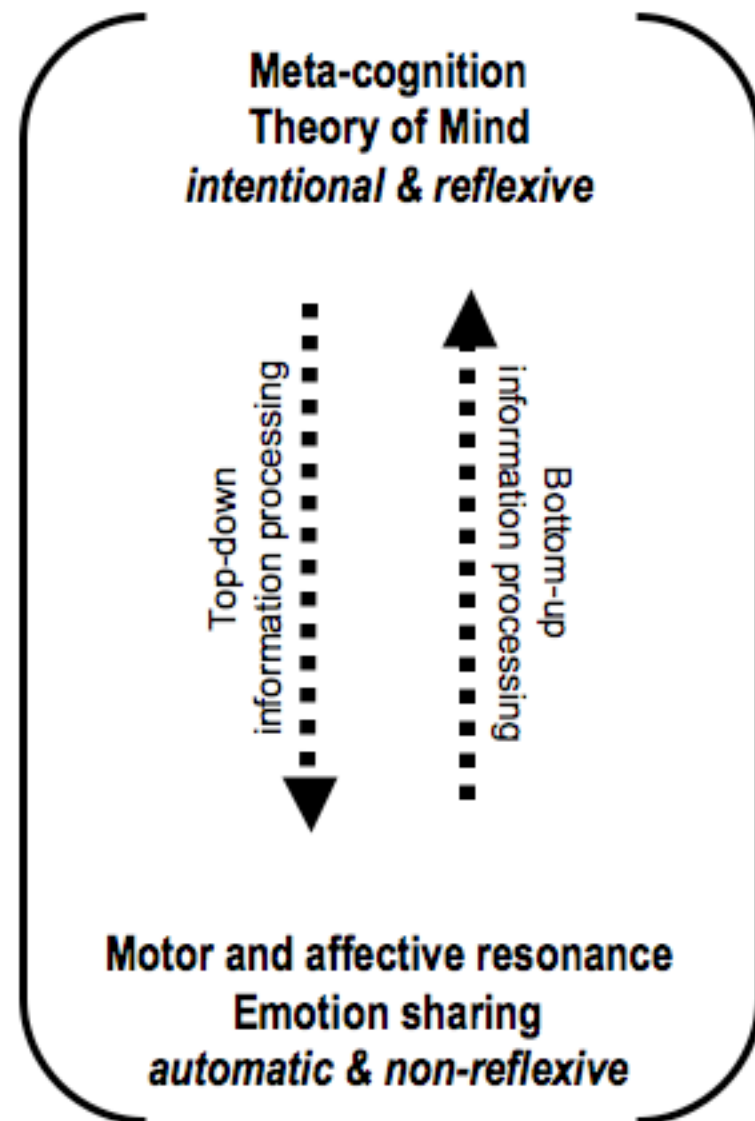 Meta-cognition
Theory of Mind
intentional & reflexive
Top-down
information processing
Bottom-up
information processing
Motor and affective resonance
Emotion sharing
automatic & non-reflexive